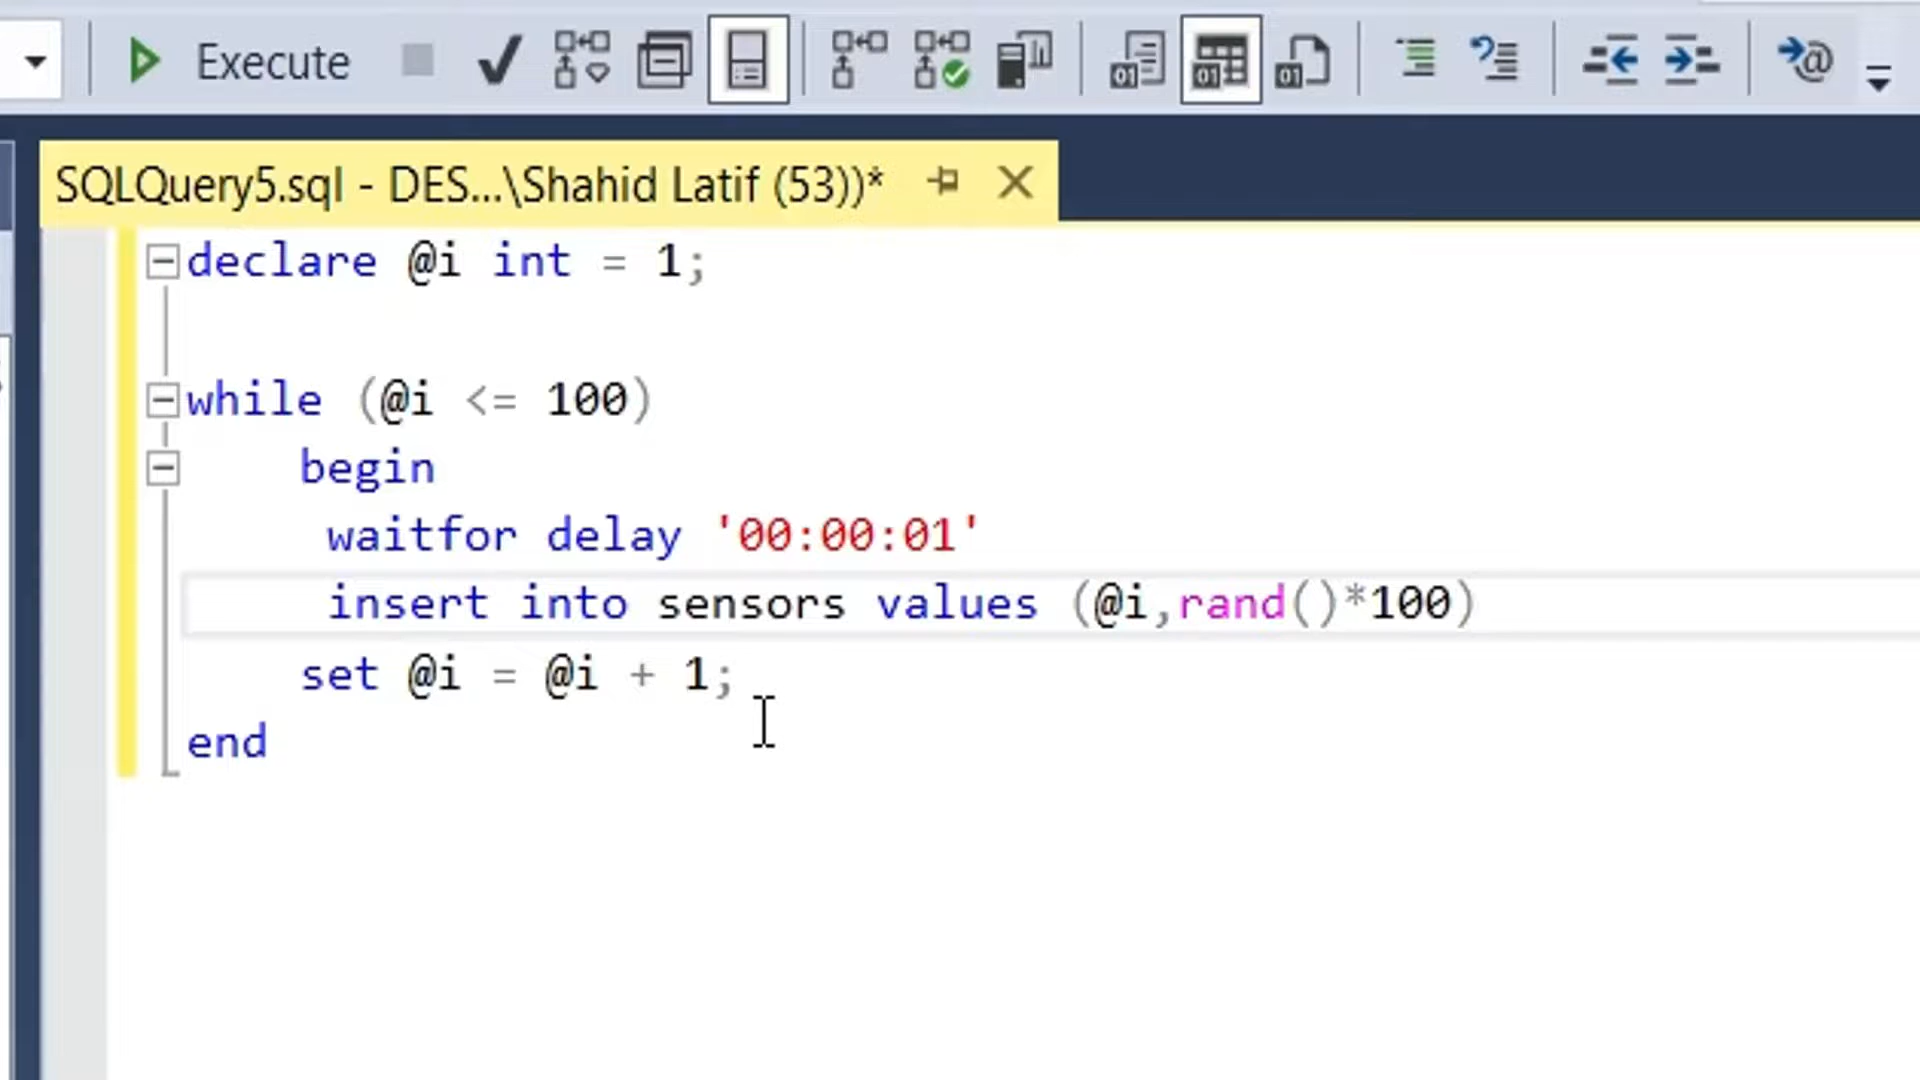 Execute
SQLQuery5.sql - DES...\Shahid Latif (53))*
declare @i int = 1;
while (@i <= 100)
begin
waitfor delay '00:00:01'
insert into sensors values (@i,rand()*100)
set @i = @i + 1;
end